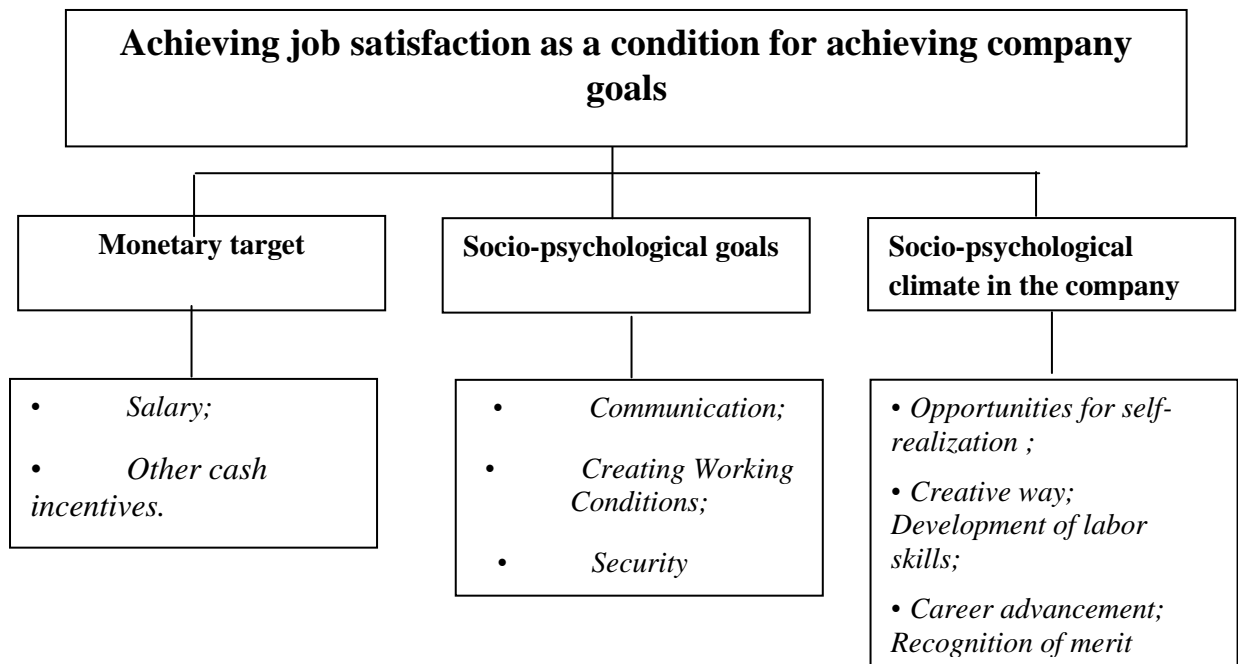 Achieving job satisfaction as a condition for achieving company
goals
Monetary target
Socio-psychological goals
Socio-psychological
climate in the company
• Salary;
• Other cash
incentives.
• Communication;
• Creating Working
Conditions;
• Security
• Opportunities for self-
realization ;
• Creative way;
Development of labor
skills;
• Career advancement;
Recognition of merit